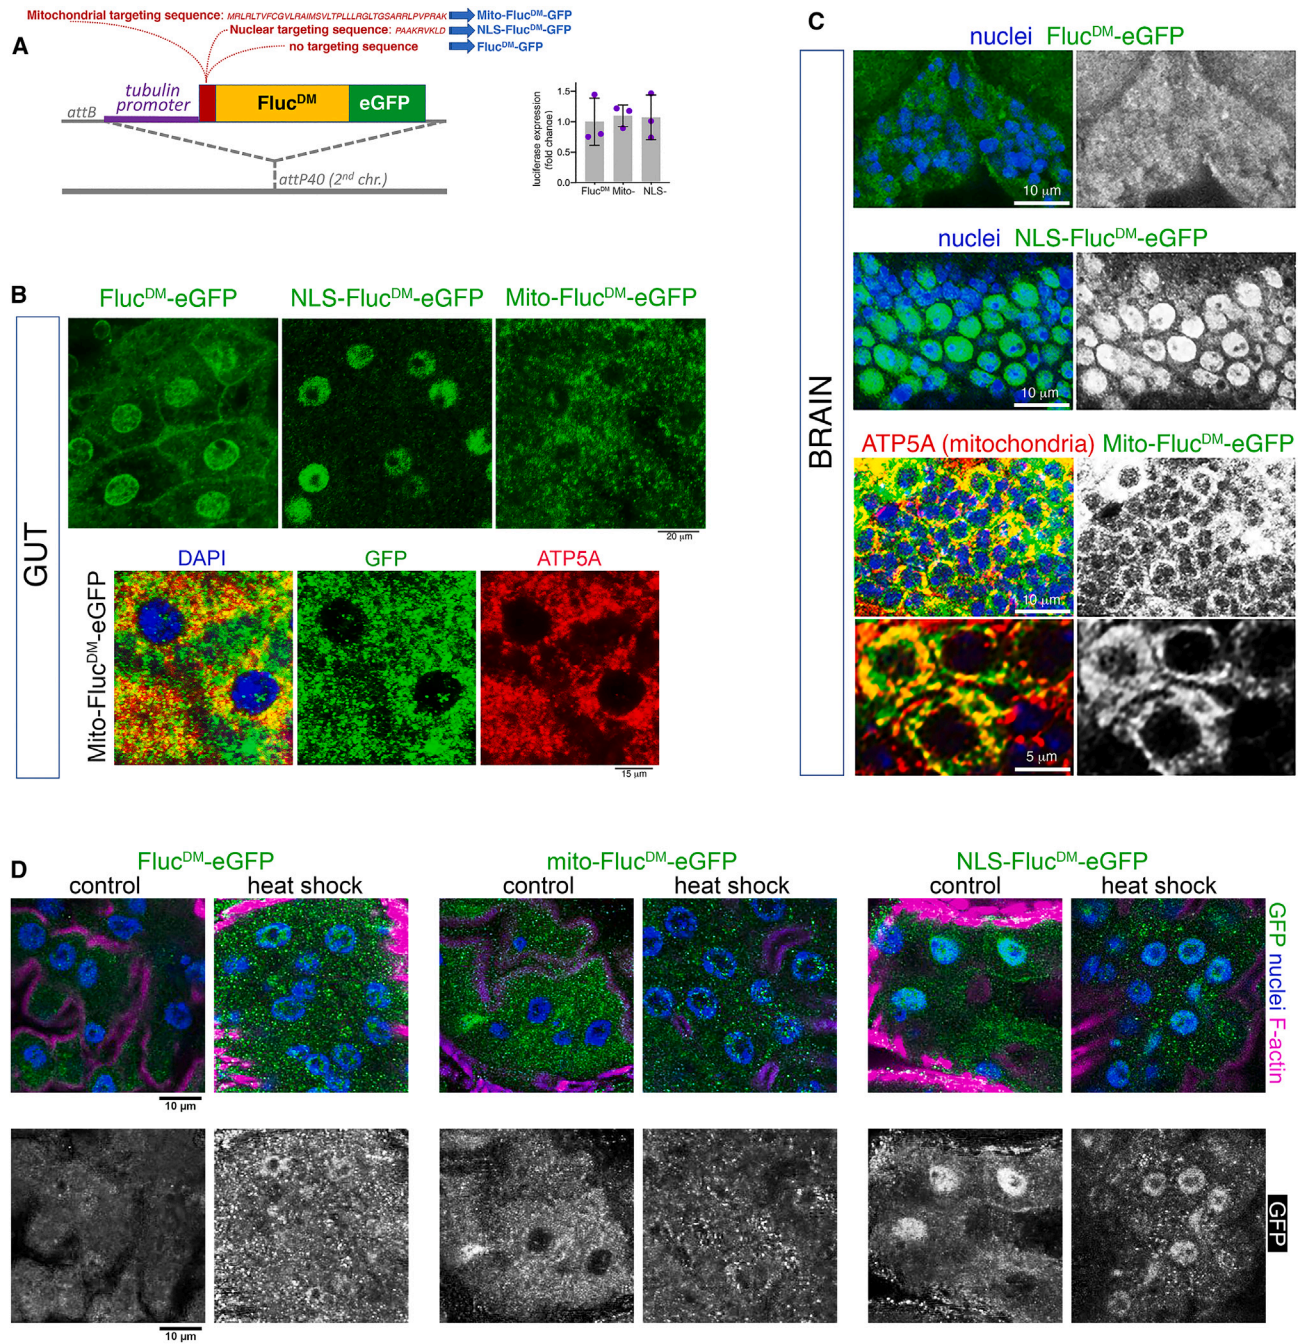 A
Mitochondrial targeting sequence: MRLRLTVFCGVLRAIMSVLTPLLLRGLTGSARRLPVPRAK Mito-Fluc^DM-GFP
Nuclear targeting sequence: PAAKRVKLD NLS-Fluc^DM-GFP
no targeting sequence Fluc^DM-GFP
attB
tubulin
promoter
Fluc^DM
eGFP
attP40 (2nd chr.)
luciferase expression
(fold change)
1.5
1.0
0.5
0.0
Fluc^DM Mito- NLS-
B
GUT
Fluc^DM-eGFP NLS-Fluc^DM-eGFP Mito-Fluc^DM-eGFP
20 µm
Mito-Fluc^DM-eGFP
DAPI GFP ATP5A
15 µm
C
BRAIN
nuclei Fluc^DM-eGFP
10 µm
nuclei NLS-Fluc^DM-eGFP
10 µm
ATP5A (mitochondria) Mito-Fluc^DM-eGFP
10 µm
5 µm
D
Fluc^DM-eGFP mito-Fluc^DM-eGFP NLS-Fluc^DM-eGFP
control heat shock control heat shock control heat shock
GFP nuclei F-actin
10 µm
GFP
10 µm